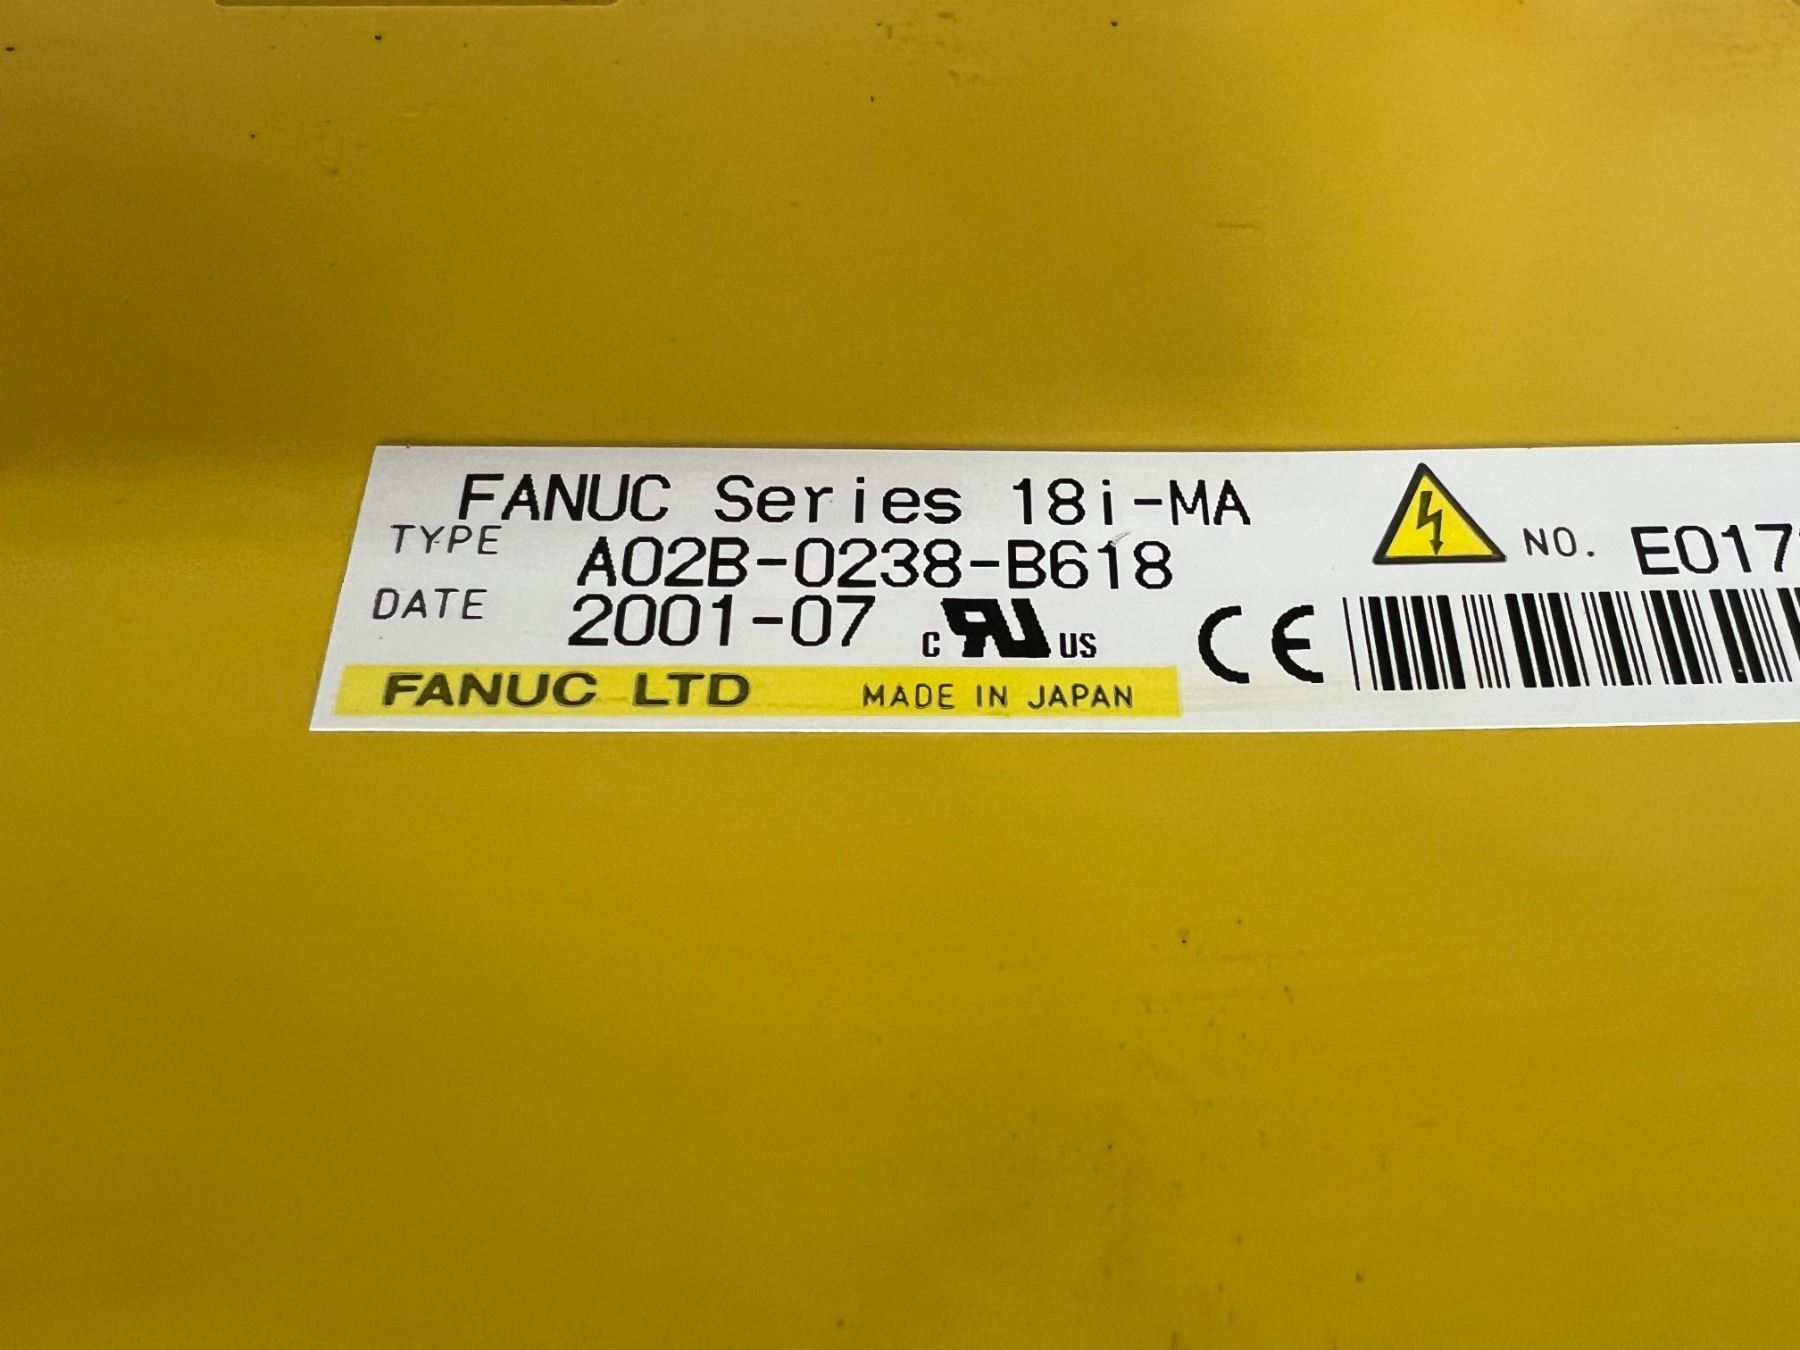 FANUC Series 18i-MA
TYPE A02B-0238-B618
DATE 2001-07 c RU US CE
NO. E017
FANUC LTD MADE IN JAPAN